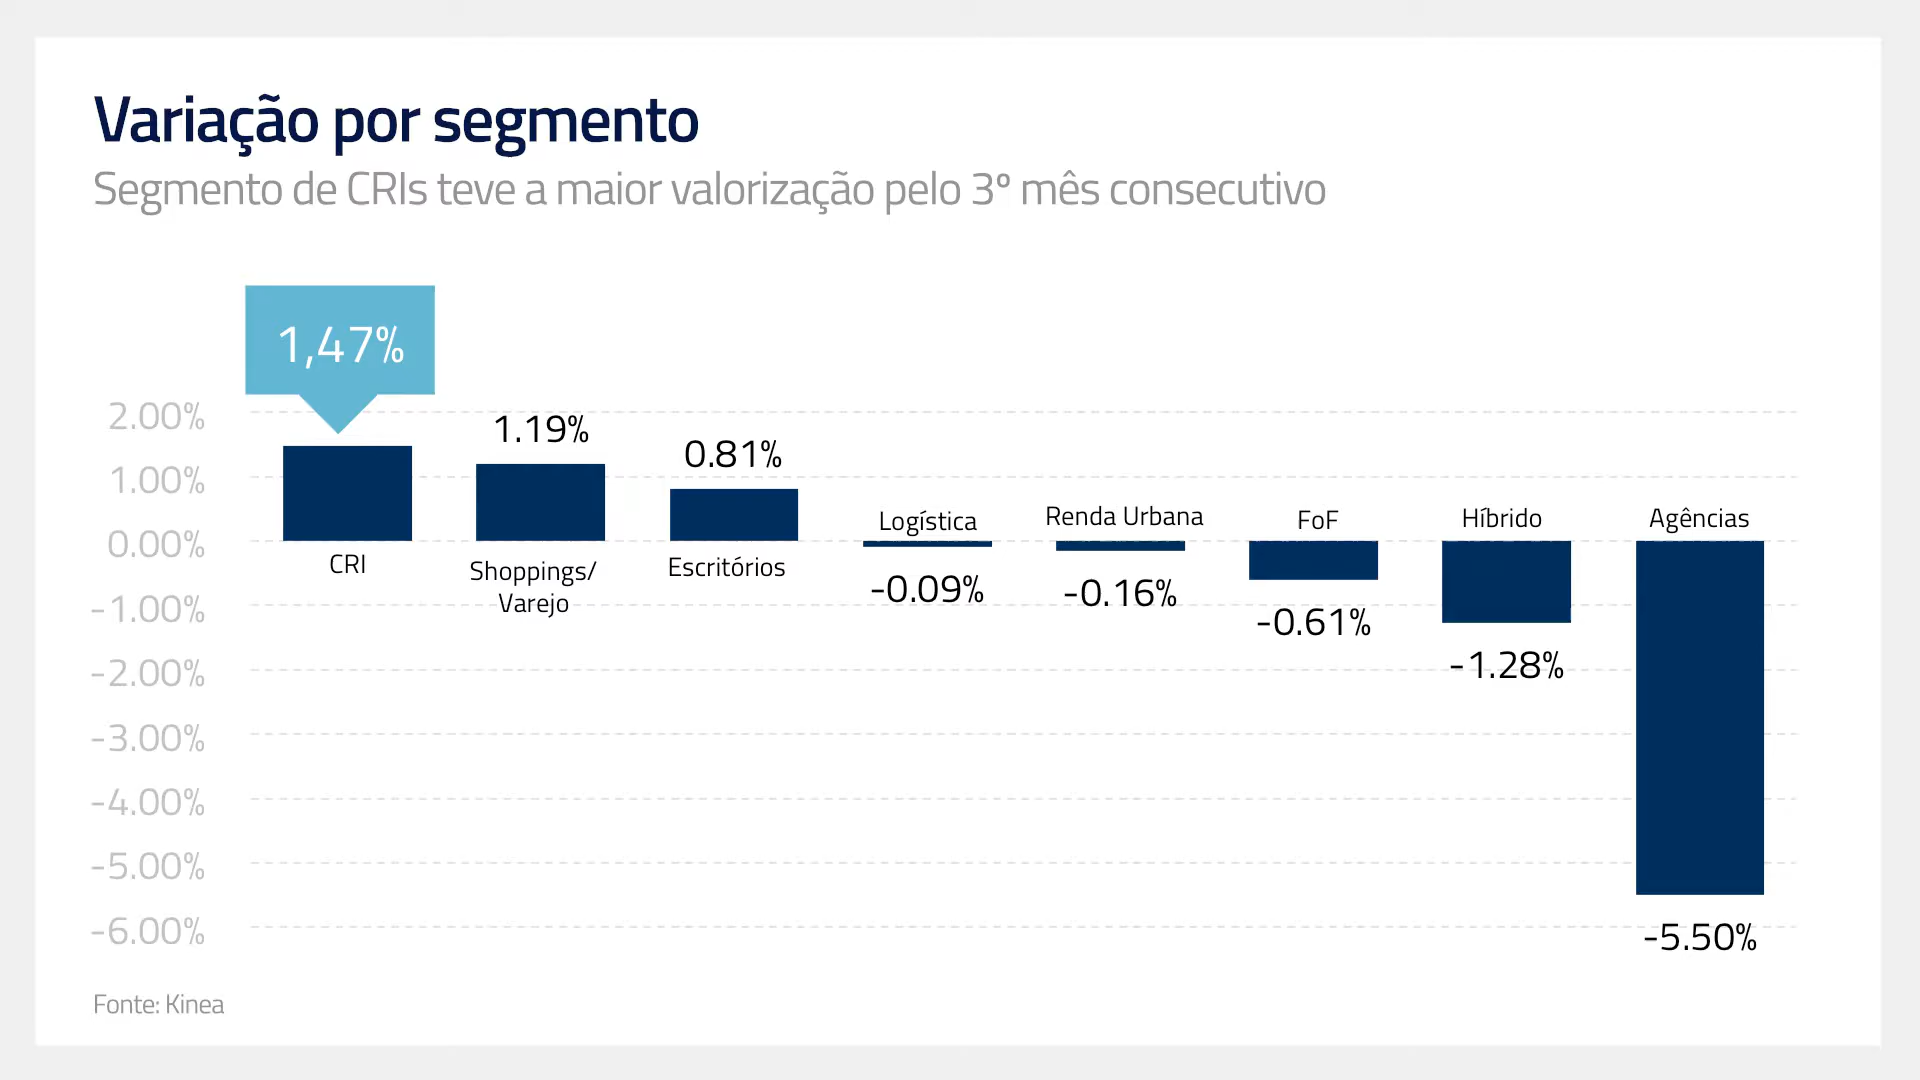 Variação por segmento
Segmento de CRIs teve a maior valorização pelo 3º mês consecutivo
1,47%
2.00%
1.00%
0.00%
-1.00%
-2.00%
-3.00%
-4.00%
-5.00%
-6.00%
CRI
1.19%
Shoppings/
Varejo
0.81%
Escritórios
Logística
-0.09%
Renda Urbana
-0.16%
FoF
-0.61%
Híbrido
-1.28%
Agências
-5.50%
Fonte: Kinea